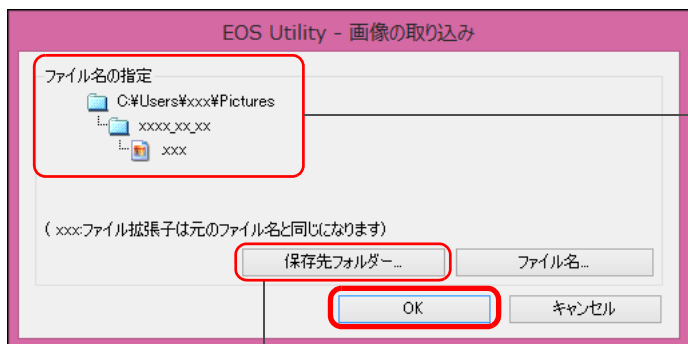 EOS Utility - 画像の取り込み
ファイル名の指定
C:¥Users¥xxx¥Pictures
xxxx_xx_xx
.xxx
( xxx:ファイル拡張子は元のファイル名と同じになります)
保存先フォルダー... ファイル名...
OK キャンセル